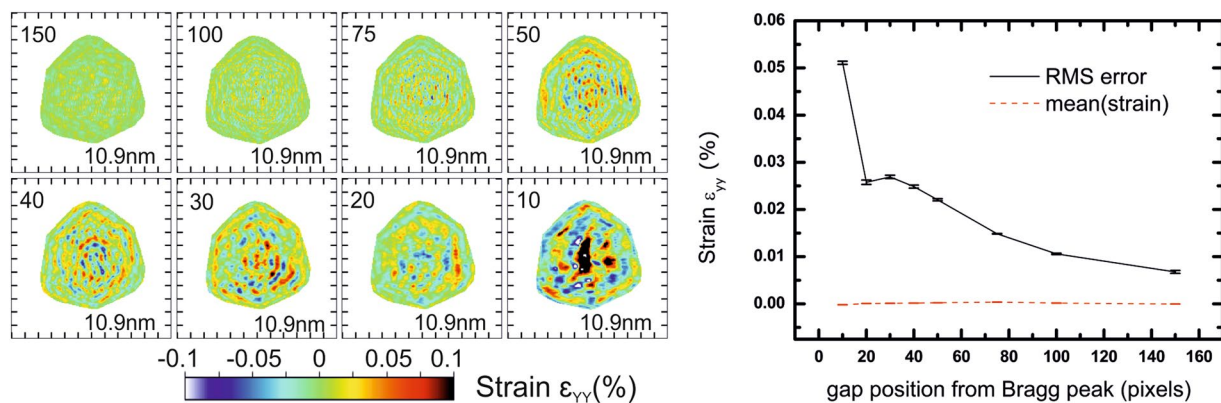 150 100 75 50
10.9nm 10.9nm 10.9nm 10.9nm
40 30 20 10
10.9nm 10.9nm 10.9nm 10.9nm
-0.1 -0.05 0 0.05 0.1
Strain εYY(%)
0.06
0.05
0.04
0.03
0.02
0.01
0.00
Strain εyy (%)
RMS error
mean(strain)
0 20 40 60 80 100 120 140 160
gap position from Bragg peak (pixels)